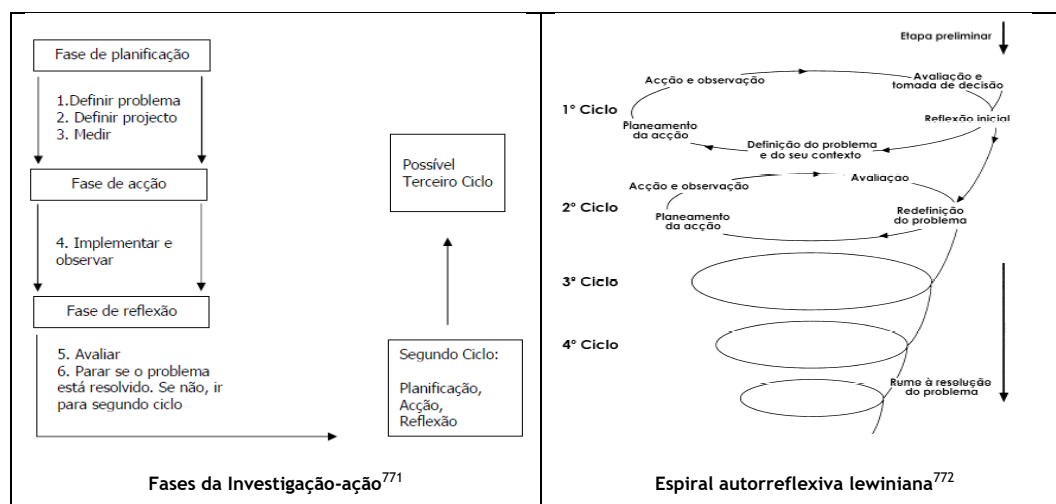 Fase de planificação
1.Definir problema
2. Definir projecto
3. Medir
Fase de acção
4. Implementar e
observar
Fase de reflexão
5. Avaliar
6. Parar se o problema
está resolvido. Se não, ir
para segundo ciclo
Possível
Terceiro Ciclo
Segundo Ciclo:
Planificação,
Acção,
Reflexão
Fases da Investigação-ação771
Etapa preliminar
1º Ciclo
Acção e observação
Avaliação e
tomada de decisão
Reflexão inicial
Planeamento
da acção
Definição do problema
e do seu contexto
2º Ciclo
Acção e observação
Avaliaçao
Planeamento
da acção
Redefinição
do problema
3º Ciclo
4º Ciclo
Rumo à resolução
do problema
Espiral autorreflexiva lewiniana772